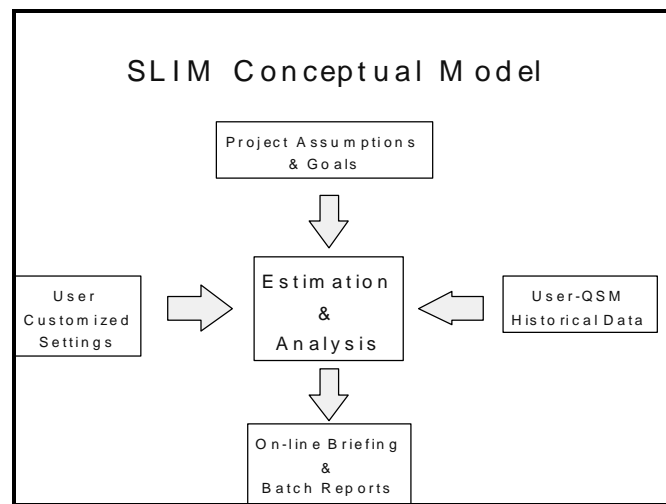 SLIM Conceptual Model
Project Assumptions
& Goals
User
Customized
Settings
Estimation
&
Analysis
User-QSM
Historical Data
On-line Briefing
&
Batch Reports